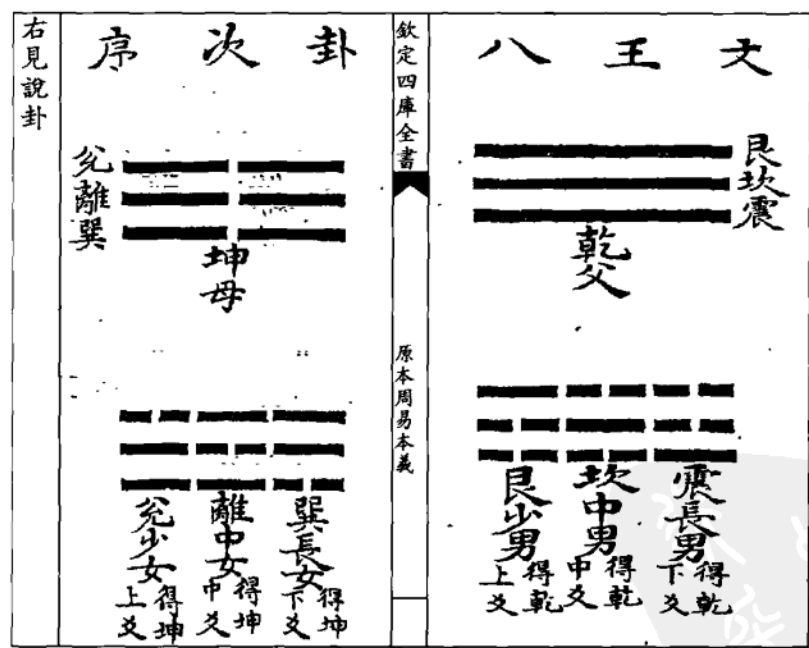 文王八
艮坎震
乾父
震長男
得乾下爻
坎中男
得乾中爻
艮少男
得乾上爻
欽定四庫全書
原本周易本義
卦次序
坤母
兊離巽
巽長女
得坤下爻
離中女
得坤中爻
兊少女
得坤上爻
右見說卦